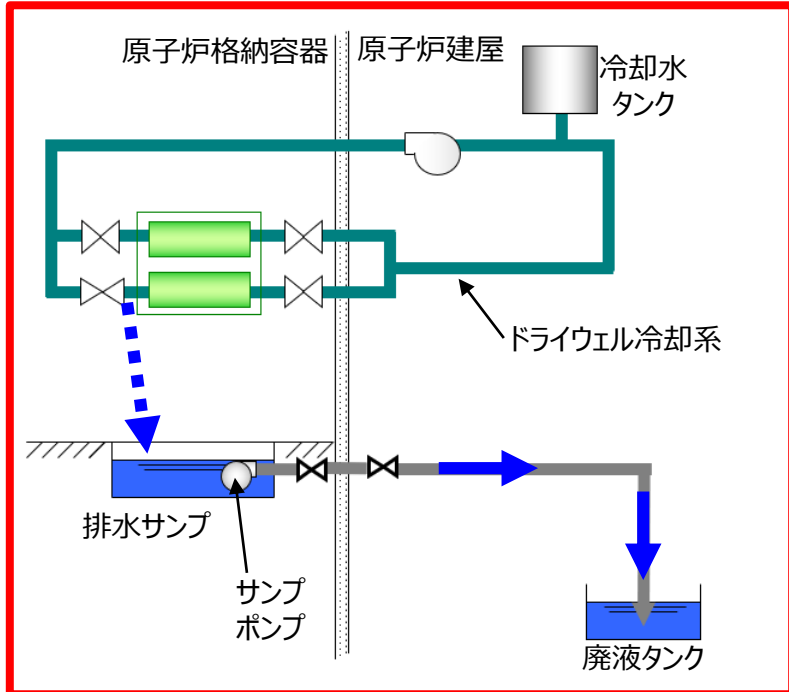 原子炉格納容器
原子炉建屋
冷却水
タンク
ドライウェル冷却系
排水サンプ
サンプ
ポンプ
廃液タンク